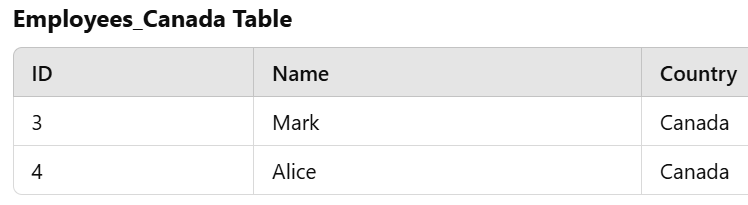 Employees_Canada Table
ID Name Country
3 Mark Canada
4 Alice Canada